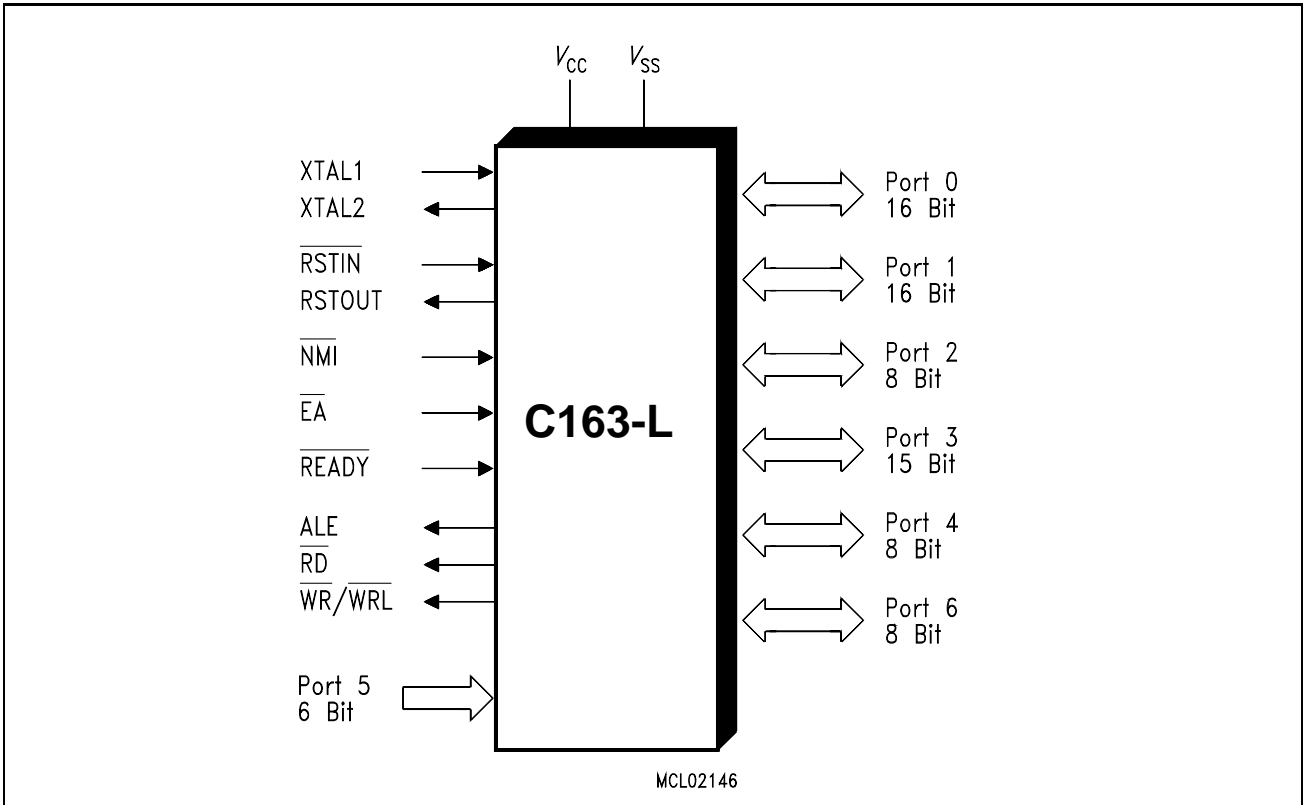 VCC VSS
XTAL1
XTAL2
RSTIN
RSTOUT
NMI
EA
READY
ALE
RD
WR/WRL
Port 5
6 Bit
C163-L
Port 0
16 Bit
Port 1
16 Bit
Port 2
8 Bit
Port 3
15 Bit
Port 4
8 Bit
Port 6
8 Bit
MCL02146